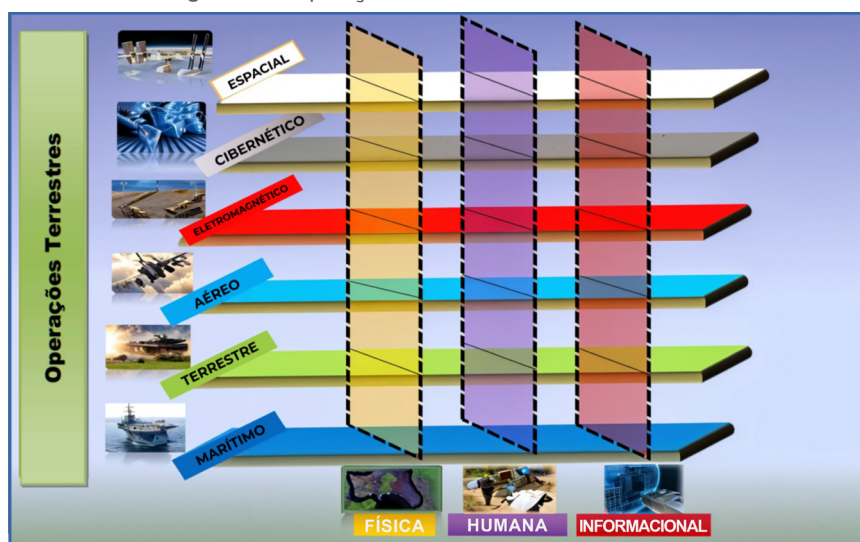 Operações Terrestres
ESPACIAL
CIBERNÉTICO
ELETROMAGNÉTICO
AÉREO
TERRESTRE
MARÍTIMO
FÍSICA
HUMANA
INFORMACIONAL